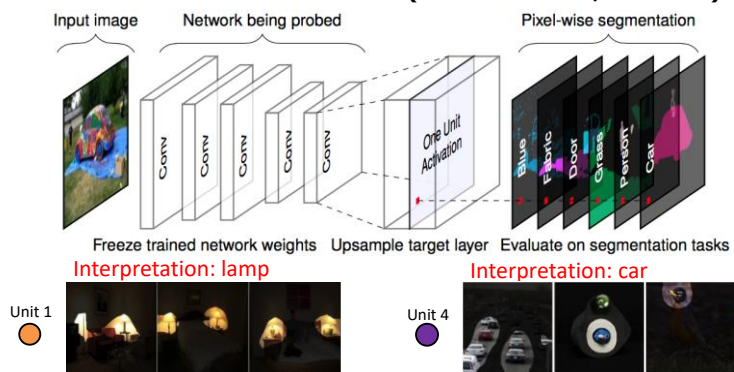 Input image
Network being probed
Pixel-wise segmentation
Conv
Conv
Conv
Conv
Conv
One Unit
Activation
Blue
Fabric
Door
Grass
Person
Car
Freeze trained network weights
Upsample target layer
Evaluate on segmentation tasks
Interpretation: lamp
Interpretation: car
Unit 1
Unit 4